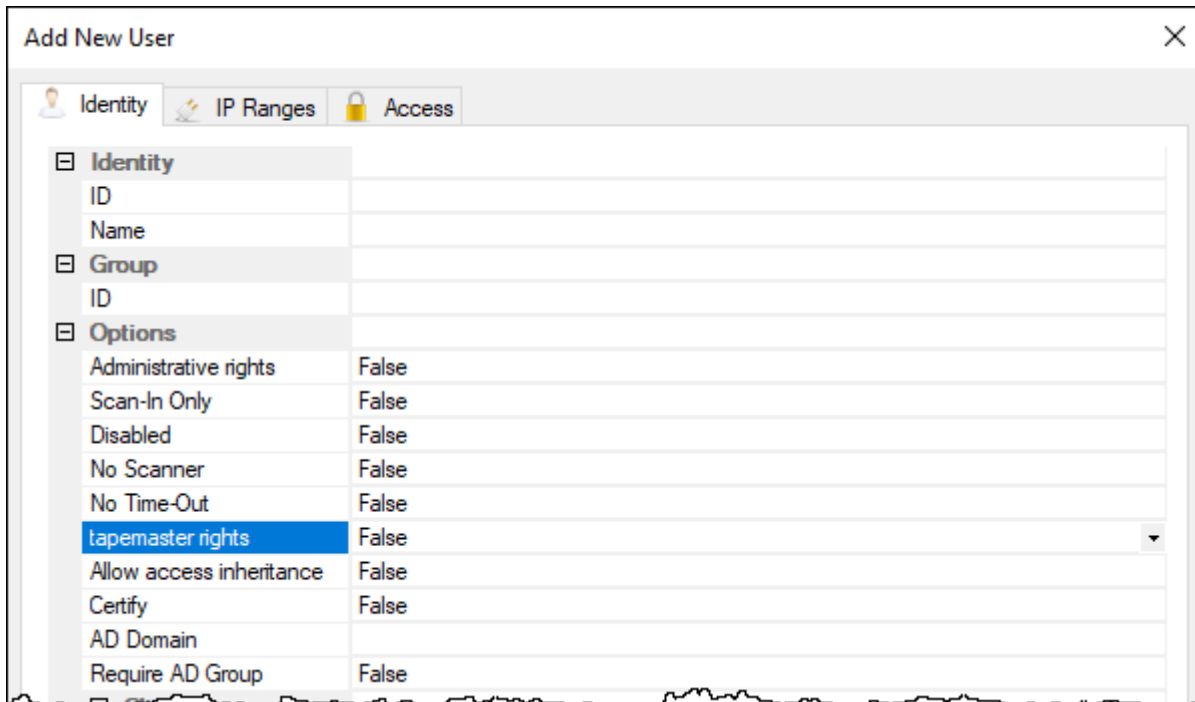 Add New User
Identity IP Ranges Access
Identity
ID
Name
Group
ID
Options
Administrative rights False
Scan-In Only False
Disabled False
No Scanner False
No Time-Out False
tapemaster rights False
Allow access inheritance False
Certify False
AD Domain
Require AD Group False